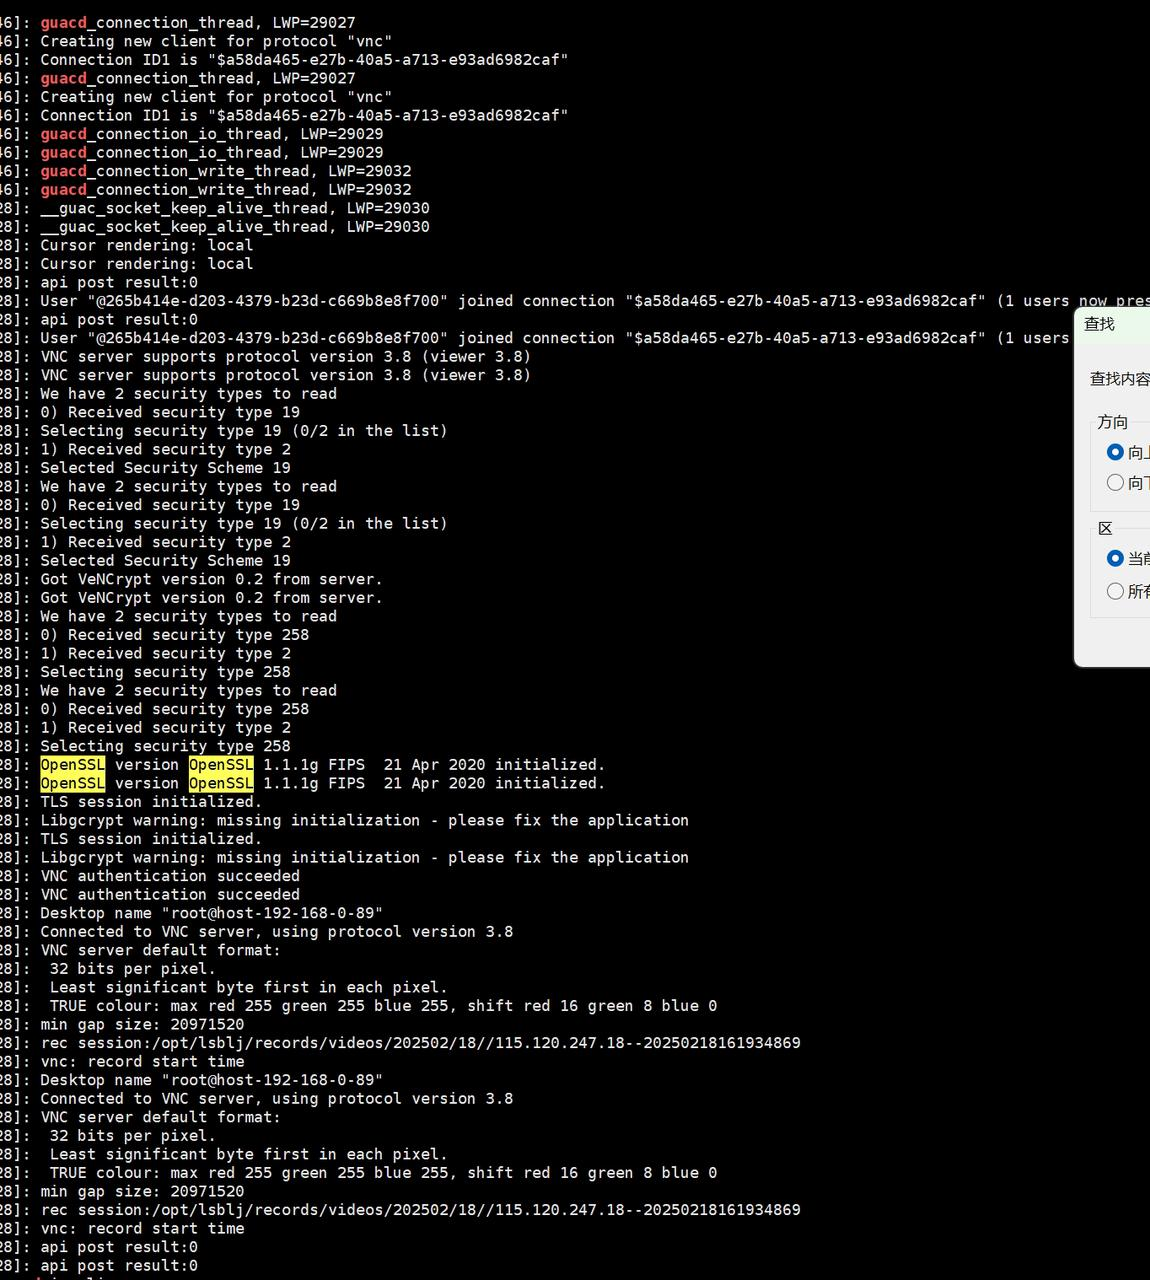 46]: guacd_connection_thread, LWP=29027
46]: Creating new client for protocol "vnc"
46]: Connection ID1 is "$a58da465-e27b-40a5-a713-e93ad6982caf"
46]: guacd_connection_thread, LWP=29027
46]: Creating new client for protocol "vnc"
46]: Connection ID1 is "$a58da465-e27b-40a5-a713-e93ad6982caf"
46]: guacd_connection_io_thread, LWP=29029
46]: guacd_connection_io_thread, LWP=29029
46]: guacd_connection_write_thread, LWP=29032
46]: guacd_connection_write_thread, LWP=29032
28]: __guac_socket_keep_alive_thread, LWP=29030
28]: __guac_socket_keep_alive_thread, LWP=29030
28]: Cursor rendering: local
28]: Cursor rendering: local
28]: api post result:0
28]: User "@265b414e-d203-4379-b23d-c669b8e8f700" joined connection "$a58da465-e27b-40a5-a713-e93ad6982caf" (1 users now pres
28]: api post result:0
28]: User "@265b414e-d203-4379-b23d-c669b8e8f700" joined connection "$a58da465-e27b-40a5-a713-e93ad6982caf" (1 users
28]: VNC server supports protocol version 3.8 (viewer 3.8)
28]: VNC server supports protocol version 3.8 (viewer 3.8)
28]: We have 2 security types to read
28]: 0) Received security type 19
28]: Selecting security type 19 (0/2 in the list)
28]: 1) Received security type 2
28]: Selected Security Scheme 19
28]: We have 2 security types to read
28]: 0) Received security type 19
28]: Selecting security type 19 (0/2 in the list)
28]: 1) Received security type 2
28]: Selected Security Scheme 19
28]: Got VeNCrypt version 0.2 from server.
28]: Got VeNCrypt version 0.2 from server.
28]: We have 2 security types to read
28]: 0) Received security type 258
28]: 1) Received security type 2
28]: Selecting security type 258
28]: We have 2 security types to read
28]: 0) Received security type 258
28]: 1) Received security type 2
28]: Selecting security type 258
28]: OpenSSL version OpenSSL 1.1.1g FIPS  21 Apr 2020 initialized.
28]: OpenSSL version OpenSSL 1.1.1g FIPS  21 Apr 2020 initialized.
28]: TLS session initialized.
28]: Libgcrypt warning: missing initialization - please fix the application
28]: TLS session initialized.
28]: Libgcrypt warning: missing initialization - please fix the application
28]: VNC authentication succeeded
28]: VNC authentication succeeded
28]: Desktop name "root@host-192-168-0-89"
28]: Connected to VNC server, using protocol version 3.8
28]: VNC server default format:
28]:  32 bits per pixel.
28]:  Least significant byte first in each pixel.
28]:  TRUE colour: max red 255 green 255 blue 255, shift red 16 green 8 blue 0
28]: min gap size: 20971520
28]: rec session:/opt/lsblj/records/videos/202502/18//115.120.247.18--20250218161934869
28]: vnc: record start time
28]: Desktop name "root@host-192-168-0-89"
28]: Connected to VNC server, using protocol version 3.8
28]: VNC server default format:
28]:  32 bits per pixel.
28]:  Least significant byte first in each pixel.
28]:  TRUE colour: max red 255 green 255 blue 255, shift red 16 green 8 blue 0
28]: min gap size: 20971520
28]: rec session:/opt/lsblj/records/videos/202502/18//115.120.247.18--20250218161934869
28]: vnc: record start time
28]: api post result:0
28]: api post result:0
查找
查找内容
方向
向上
向下
区
当前
所有